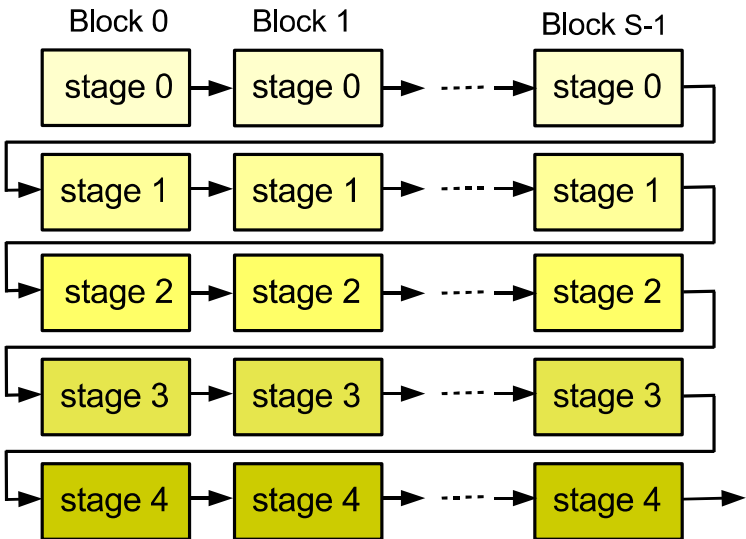 Block 0 Block 1 Block S-1
stage 0 stage 0 stage 0
stage 1 stage 1 stage 1
stage 2 stage 2 stage 2
stage 3 stage 3 stage 3
stage 4 stage 4 stage 4